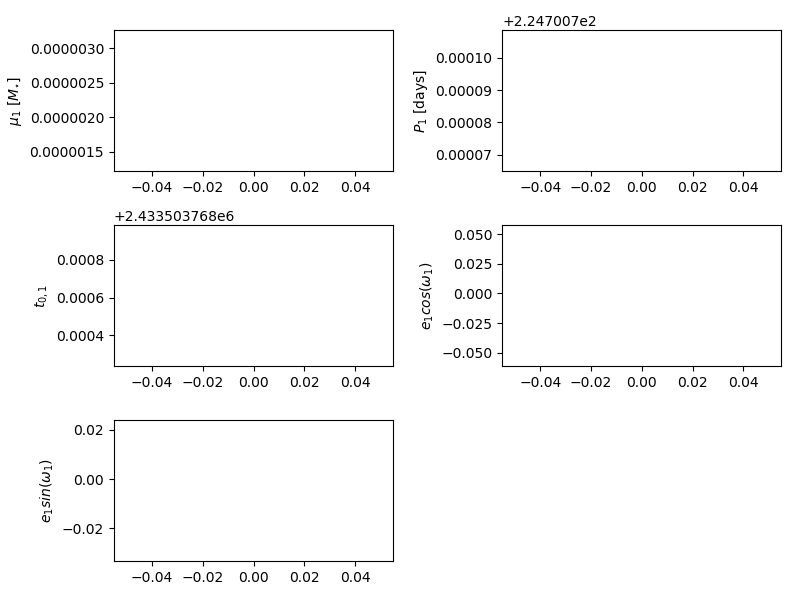 μ₁ [M⋆]
0.0000030
0.0000025
0.0000020
0.0000015
−0.04 −0.02 0.00 0.02 0.04
+2.247007e2
P₁ [days]
0.00010
0.00009
0.00008
0.00007
−0.04 −0.02 0.00 0.02 0.04
+2.433503768e6
t₀,₁
0.0008
0.0006
0.0004
−0.04 −0.02 0.00 0.02 0.04
e₁cos(ω₁)
0.050
0.025
0.000
−0.025
−0.050
−0.04 −0.02 0.00 0.02 0.04
e₁sin(ω₁)
0.02
0.00
−0.02
−0.04 −0.02 0.00 0.02 0.04